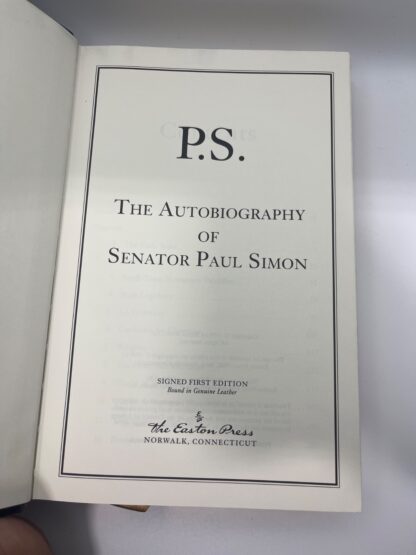 P.S.
THE AUTOBIOGRAPHY
OF
SENATOR PAUL SIMON
SIGNED FIRST EDITION
Bound in Genuine Leather
The Easton Press
NORWALK, CONNECTICUT